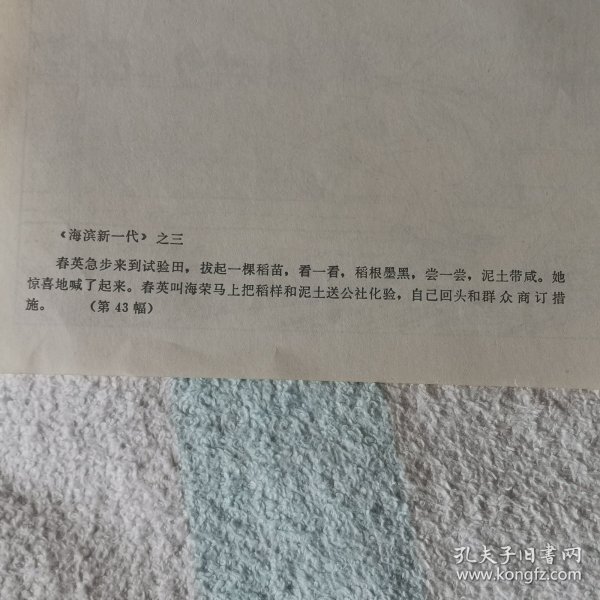 《海滨新一代》之三
春英急步来到试验田，拔起一棵稻苗，看一看，稻根墨黑，尝一尝，泥土带咸。她
惊喜地喊了起来。春英叫海荣马上把稻样和泥土送公社化验，自己回头和群众商订措
施。 （第43幅）
孔夫子旧書网
www.kongfz.com